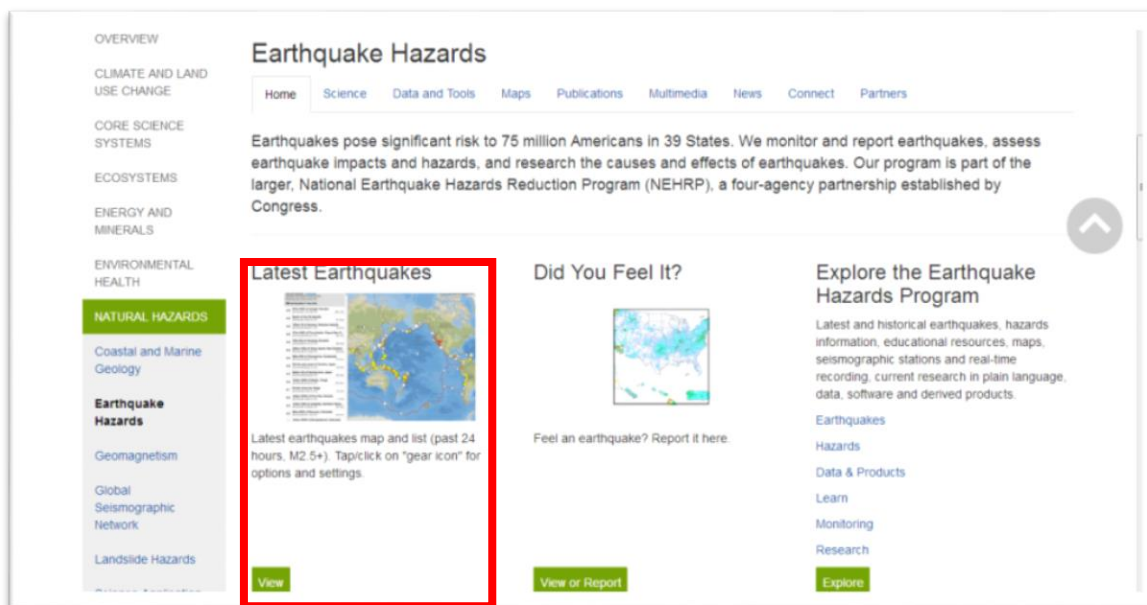 OVERVIEW
CLIMATE AND LAND
USE CHANGE
CORE SCIENCE
SYSTEMS
ECOSYSTEMS
ENERGY AND
MINERALS
ENVIRONMENTAL
HEALTH
NATURAL HAZARDS
Coastal and Marine
Geology
Earthquake
Hazards
Geomagnetism
Global
Seismographic
Network
Landslide Hazards
Earthquake Hazards
Home Science Data and Tools Maps Publications Multimedia News Connect Partners
Earthquakes pose significant risk to 75 million Americans in 39 States. We monitor and report earthquakes, assess
earthquake impacts and hazards, and research the causes and effects of earthquakes. Our program is part of the
larger, National Earthquake Hazards Reduction Program (NEHRP), a four-agency partnership established by
Congress.
Latest Earthquakes
Latest earthquakes map and list (past 24
hours, M2.5+). Tap/click on "gear icon" for
options and settings.
View
Did You Feel It?
Feel an earthquake? Report it here.
View or Report
Explore the Earthquake
Hazards Program
Latest and historical earthquakes, hazards
information, educational resources, maps,
seismographic stations and real-time
recording, current research in plain language,
data, software and derived products.
Earthquakes
Hazards
Data & Products
Learn
Monitoring
Research
Explore